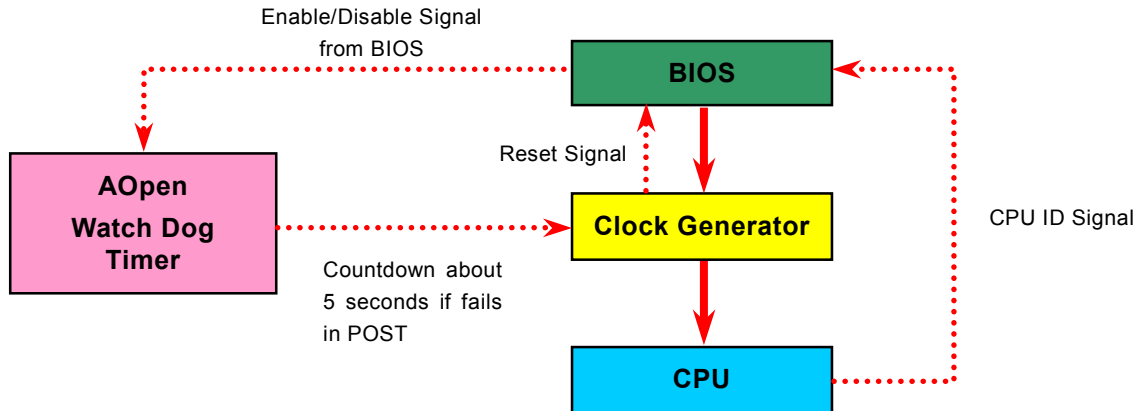 Enable/Disable Signal
from BIOS
BIOS
Reset Signal
AOpen
Watch Dog
Timer
Clock Generator
CPU ID Signal
Countdown about
5 seconds if fails
in POST
CPU